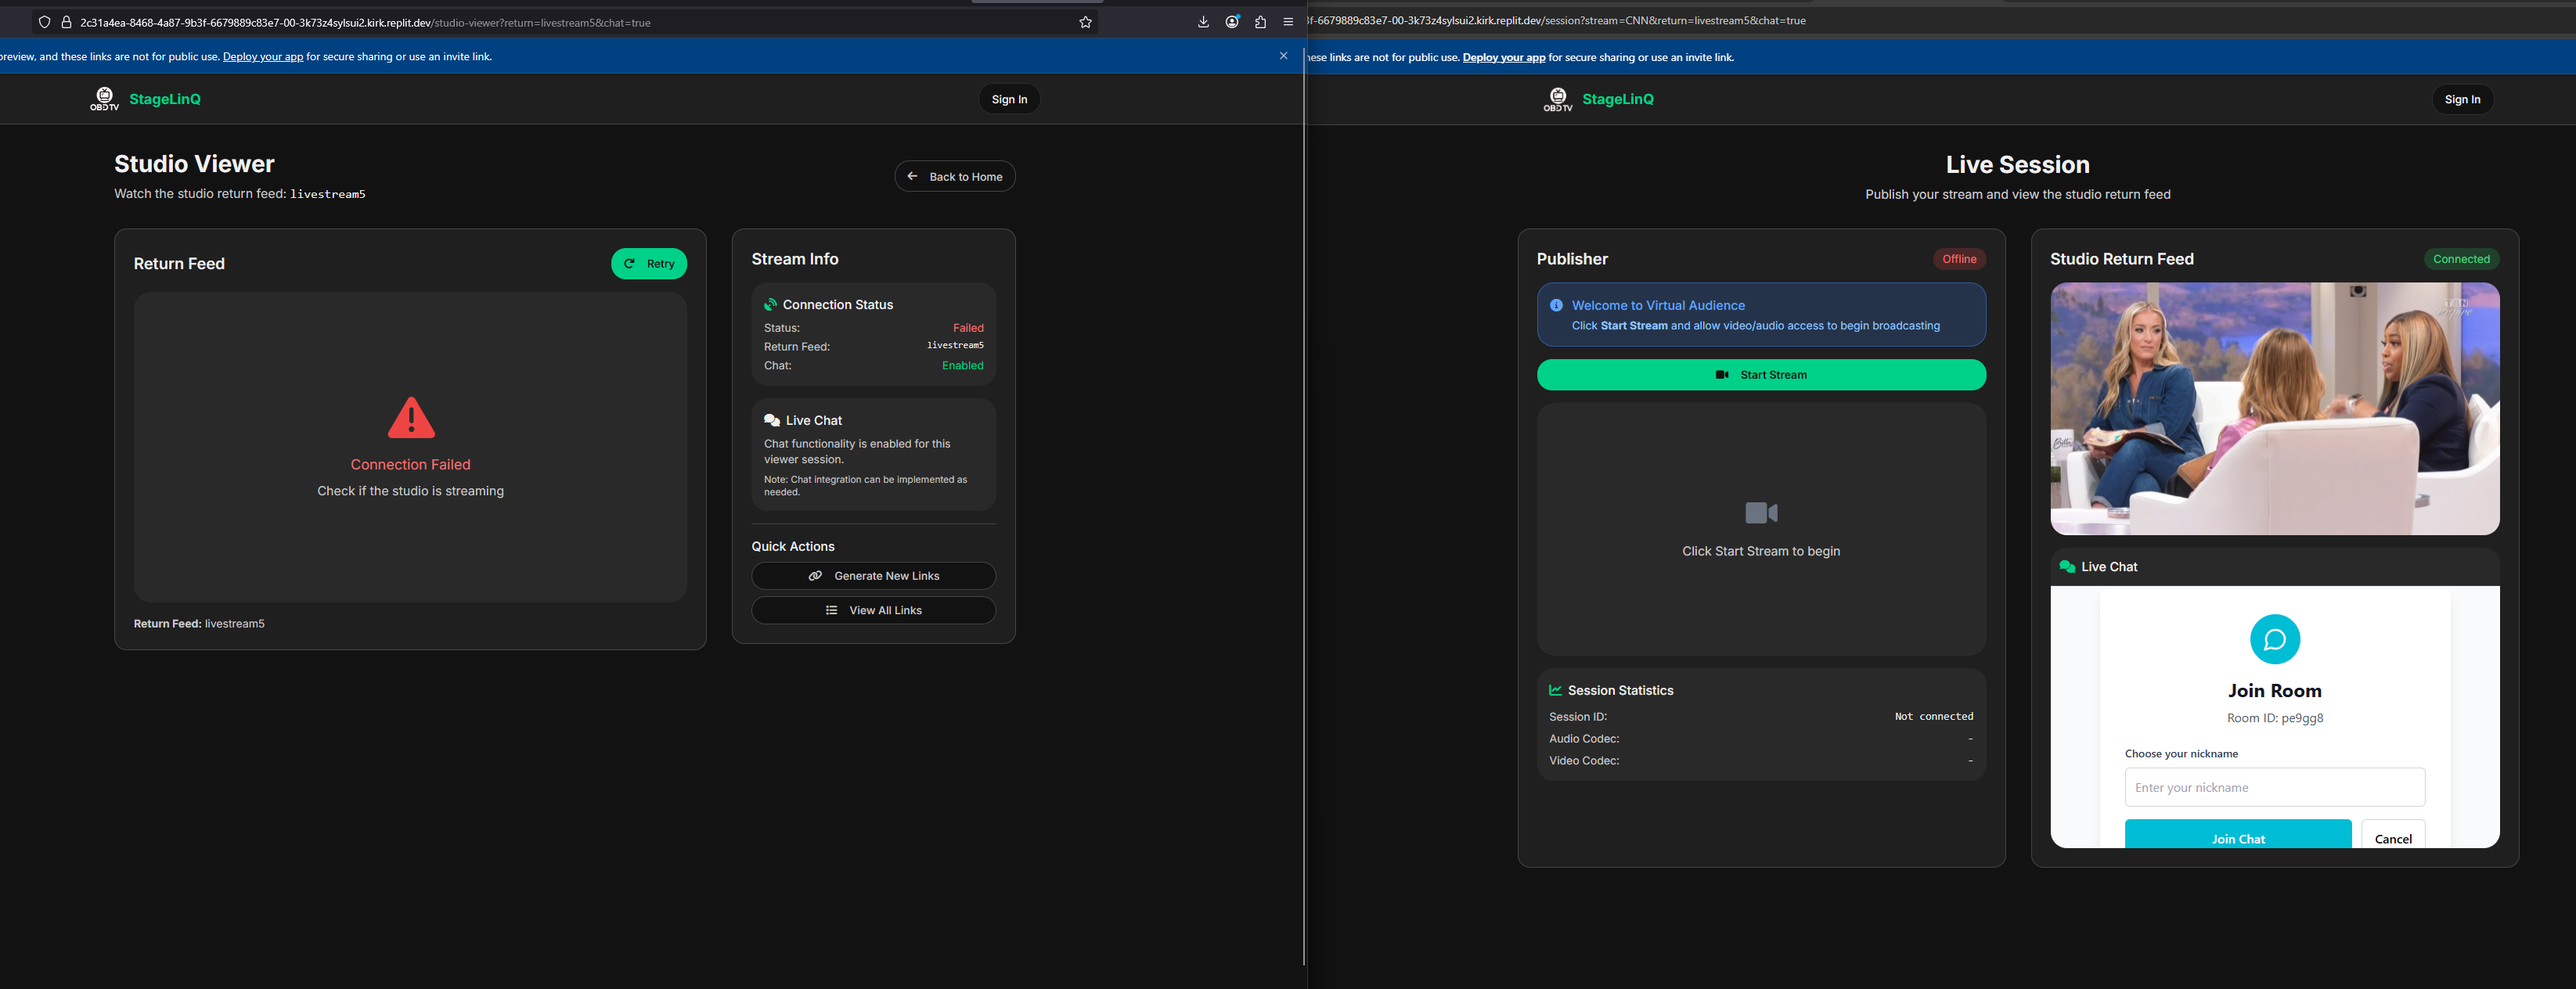 2c31a4ea-8468-4a87-9b3f-6679889c83e7-00-3k73z4sylsui2.kirk.replit.dev/studio-viewer?return=livestream5&chat=true
preview, and these links are not for public use. Deploy your app for secure sharing or use an invite link.
OBDTV
StageLinQ
Sign In
Studio Viewer
Watch the studio return feed: livestream5
Back to Home
Return Feed
Retry
Connection Failed
Check if the studio is streaming
Return Feed: livestream5
Stream Info
Connection Status
Status: Failed
Return Feed: livestream5
Chat: Enabled
Live Chat
Chat functionality is enabled for this
viewer session.
Note: Chat integration can be implemented as
needed.
Quick Actions
Generate New Links
View All Links
3f-6679889c83e7-00-3k73z4sylsui2.kirk.replit.dev/session?stream=CNN&return=livestream5&chat=true
these links are not for public use. Deploy your app for secure sharing or use an invite link.
OBDTV
StageLinQ
Sign In
Live Session
Publish your stream and view the studio return feed
Publisher
Offline
Welcome to Virtual Audience
Click Start Stream and allow video/audio access to begin broadcasting
Start Stream
Click Start Stream to begin
Session Statistics
Session ID: Not connected
Audio Codec: -
Video Codec: -
Studio Return Feed
Connected
Live Chat
Join Room
Room ID: pe9gg8
Choose your nickname
Enter your nickname
Join Chat
Cancel